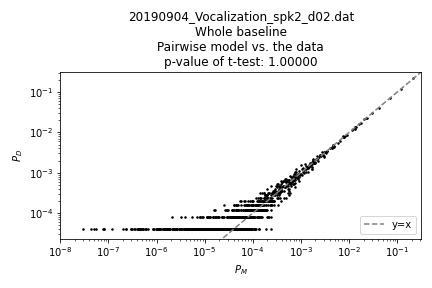 20190904_Vocalization_spk2_d02.dat
Whole baseline
Pairwise model vs. the data
p-value of t-test: 1.00000
10⁻¹
10⁻²
10⁻³
10⁻⁴
P_D
y=x
10⁻⁸ 10⁻⁷ 10⁻⁶ 10⁻⁵ 10⁻⁴ 10⁻³ 10⁻² 10⁻¹
P_M